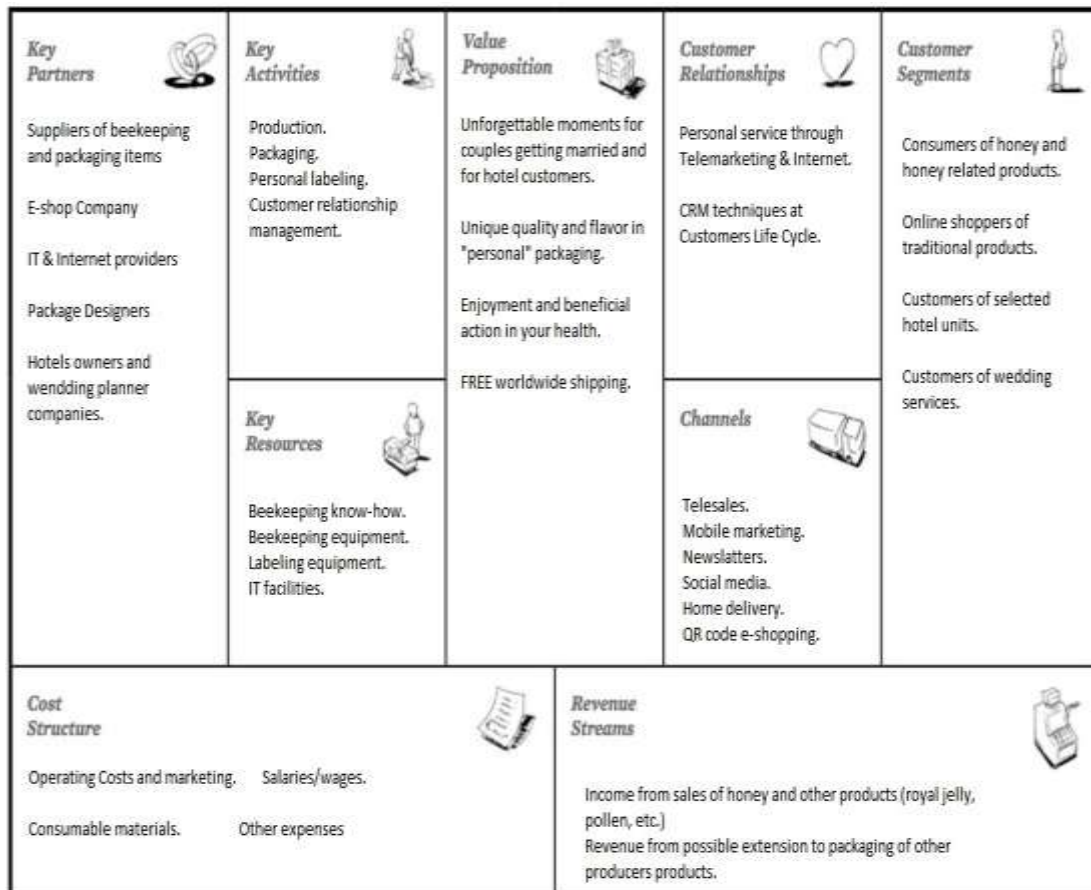 Key
Partners
Suppliers of beekeeping
and packaging items
E-shop Company
IT & Internet providers
Package Designers
Hotels owners and
wendding planner
companies.
Key
Activities
Production.
Packaging.
Personal labeling.
Customer relationship
management.
Key
Resources
Beekeeping know-how.
Beekeeping equipment.
Labeling equipment.
IT facilities.
Value
Proposition
Unforgettable moments for
couples getting married and
for hotel customers.
Unique quality and flavor in
"personal" packaging.
Enjoyment and beneficial
action in your health.
FREE worldwide shipping.
Customer
Relationships
Personal service through
Telemarketing & Internet.
CRM techniques at
Customers Life Cycle.
Channels
Telesales.
Mobile marketing.
Newslatters.
Social media.
Home delivery.
QR code e-shopping.
Customer
Segments
Consumers of honey and
honey related products.
Online shoppers of
traditional products.
Customers of selected
hotel units.
Customers of wedding
services.
Cost
Structure
Operating Costs and marketing. Salaries/wages.
Consumable materials. Other expenses
Revenue
Streams
Income from sales of honey and other products (royal jelly,
pollen, etc.)
Revenue from possible extension to packaging of other
producers products.